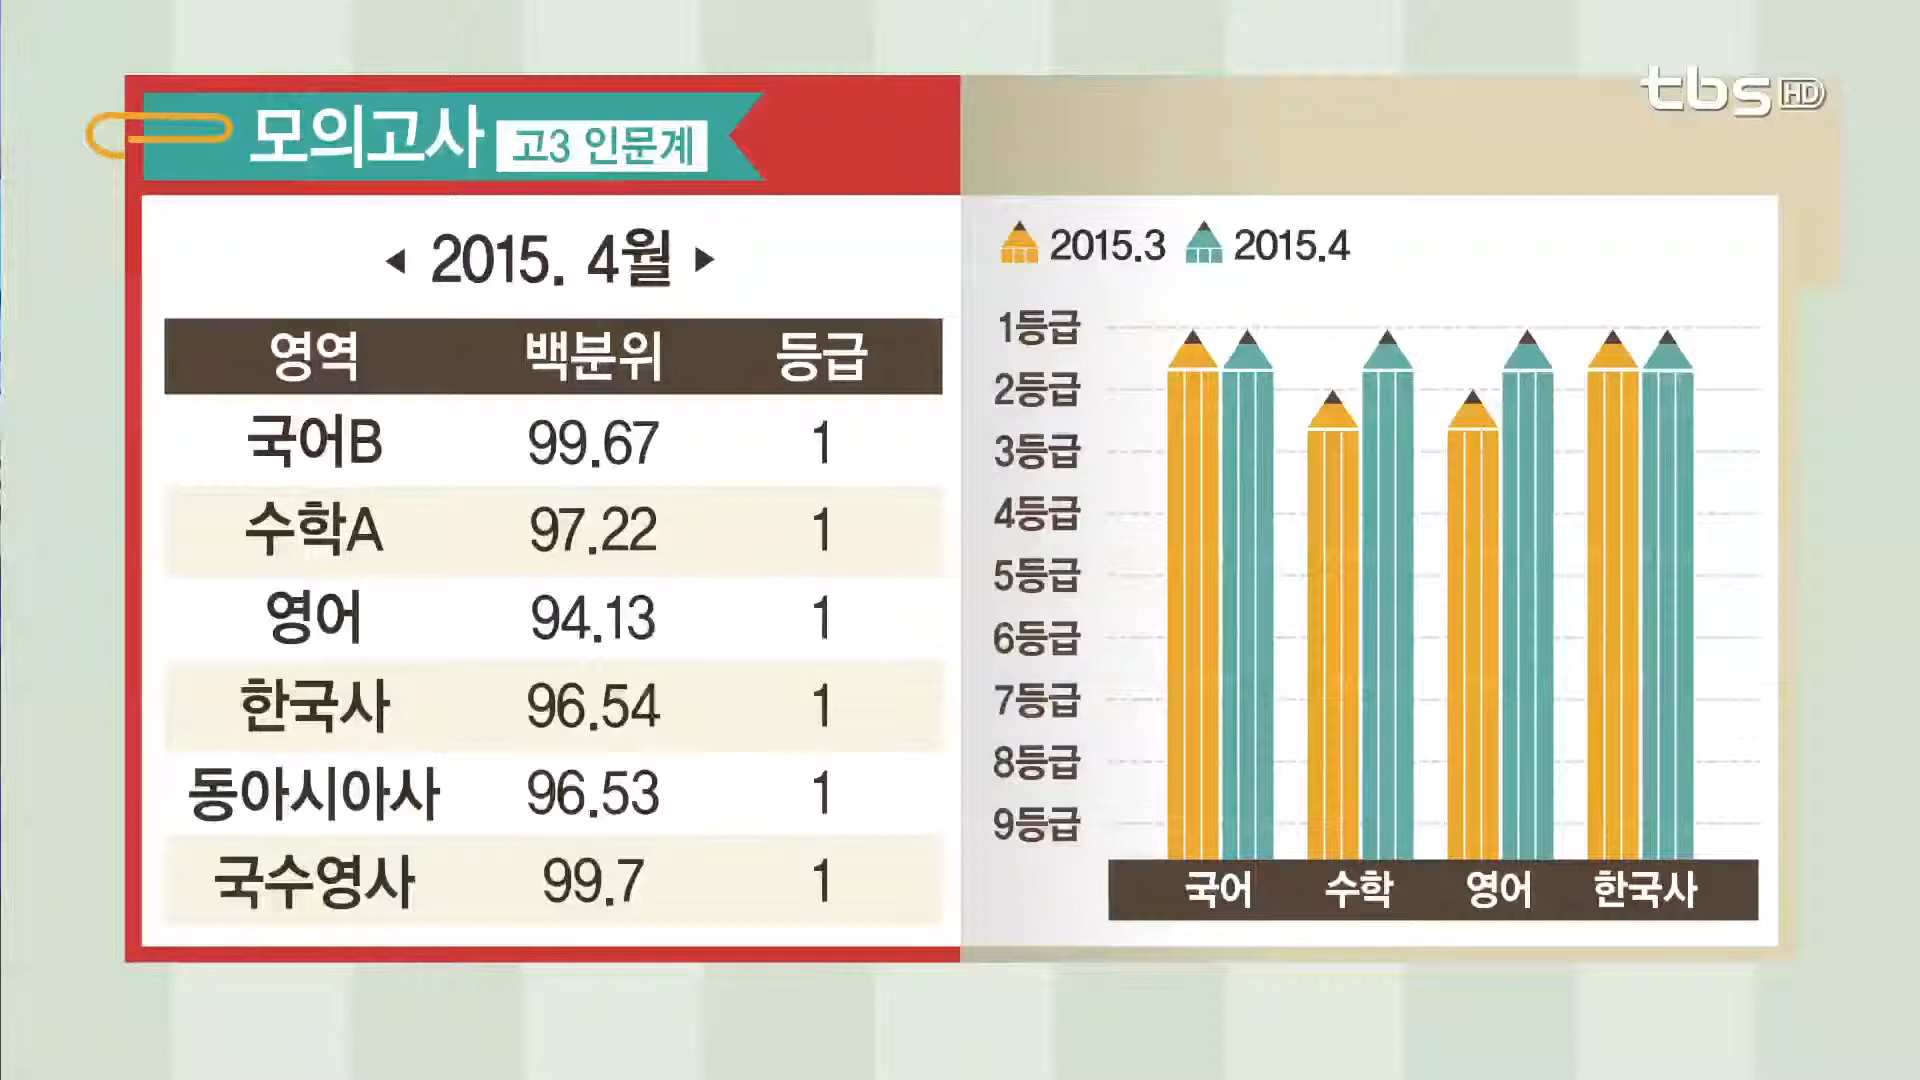 tbs HD
모의고사 고3 인문계
◀ 2015. 4월 ▶
영역 백분위 등급
국어B 99.67 1
수학A 97.22 1
영어 94.13 1
한국사 96.54 1
동아시아사 96.53 1
국수영사 99.7 1
2015.3 2015.4
1등급
2등급
3등급
4등급
5등급
6등급
7등급
8등급
9등급
국어 수학 영어 한국사